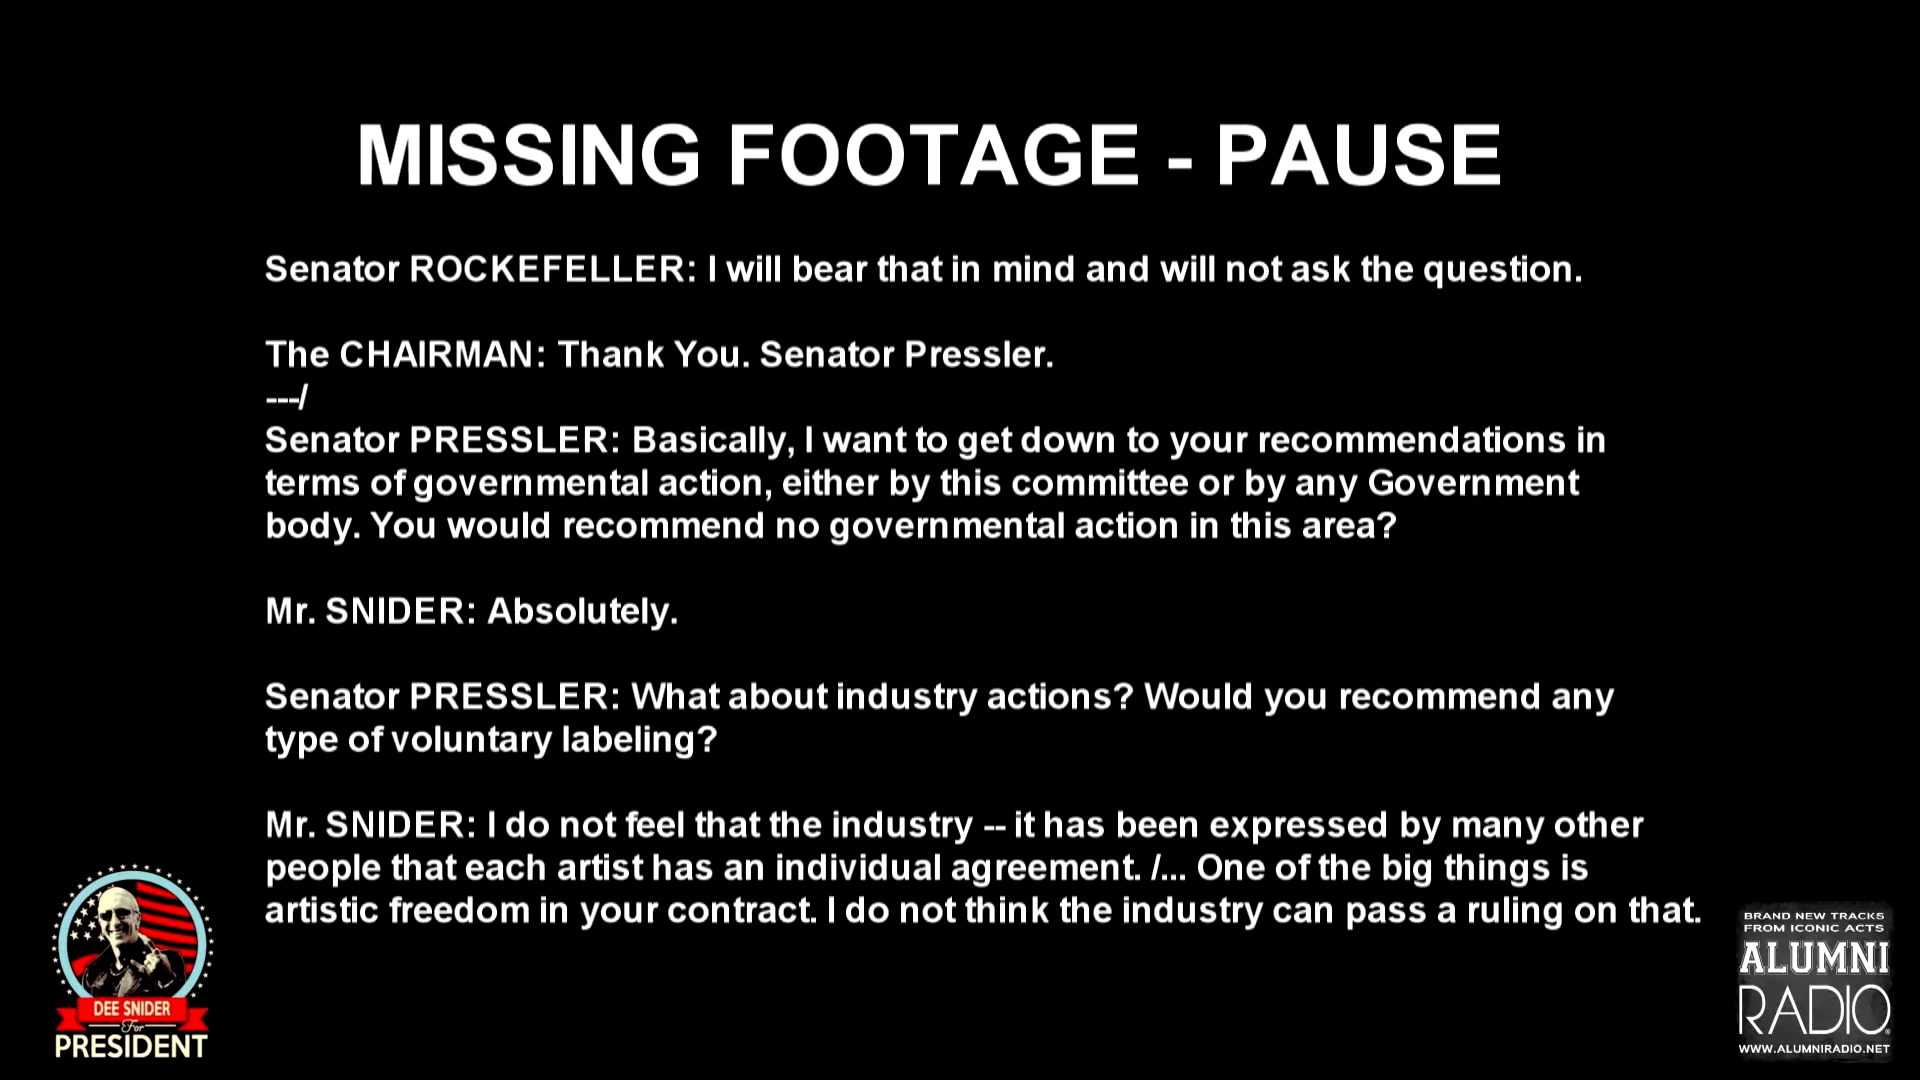 MISSING FOOTAGE - PAUSE
Senator ROCKEFELLER: I will bear that in mind and will not ask the question.
The CHAIRMAN: Thank You. Senator Pressler.
---/
Senator PRESSLER: Basically, I want to get down to your recommendations in
terms of governmental action, either by this committee or by any Government
body. You would recommend no governmental action in this area?
Mr. SNIDER: Absolutely.
Senator PRESSLER: What about industry actions? Would you recommend any
type of voluntary labeling?
Mr. SNIDER: I do not feel that the industry -- it has been expressed by many other
people that each artist has an individual agreement. /... One of the big things is
artistic freedom in your contract. I do not think the industry can pass a ruling on that.
DEE SNIDER
For
PRESIDENT
BRAND NEW TRACKS
FROM ICONIC ACTS
ALUMNI
RADIO
WWW.ALUMNIRADIO.NET